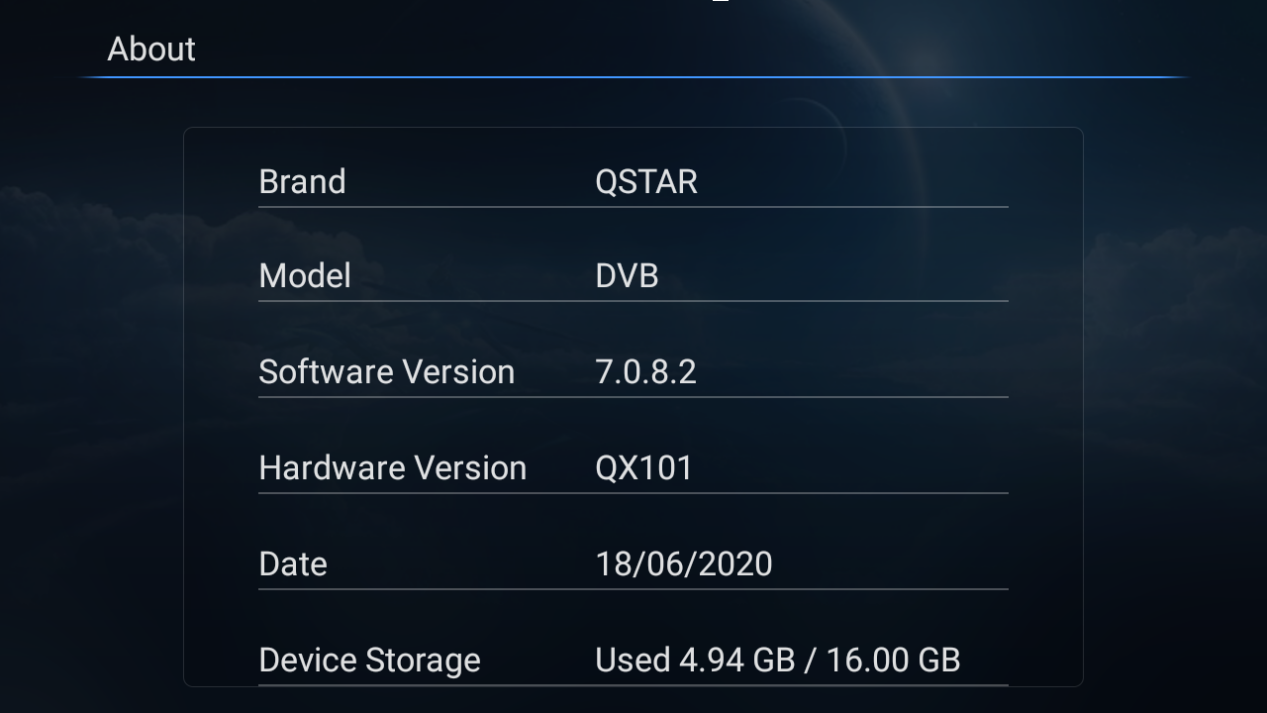 About
Brand QSTAR
Model DVB
Software Version 7.0.8.2
Hardware Version QX101
Date 18/06/2020
Device Storage Used 4.94 GB / 16.00 GB